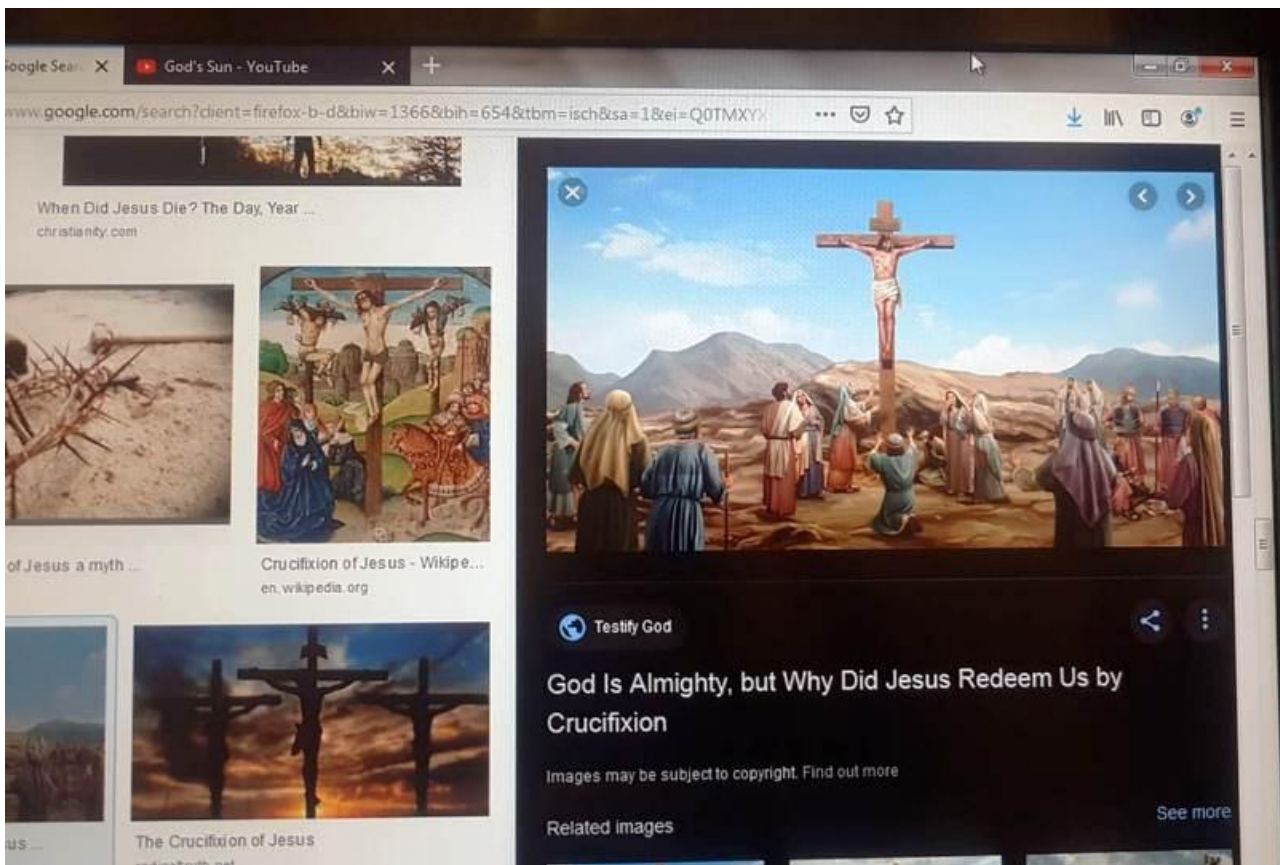 Google Sear
God's Sun - YouTube
www.google.com/search?client=firefox-b-d&biw=1366&bih=654&tbm=isch&sa=1&ei=Q0TMXYX
When Did Jesus Die? The Day, Year ...
christianity.com
of Jesus a myth ...
Crucifixion of Jesus - Wikipe...
en.wikipedia.org
us ...
The Crucifixion of Jesus
Testify God
God Is Almighty, but Why Did Jesus Redeem Us by
Crucifixion
Images may be subject to copyright. Find out more
Related images
See more